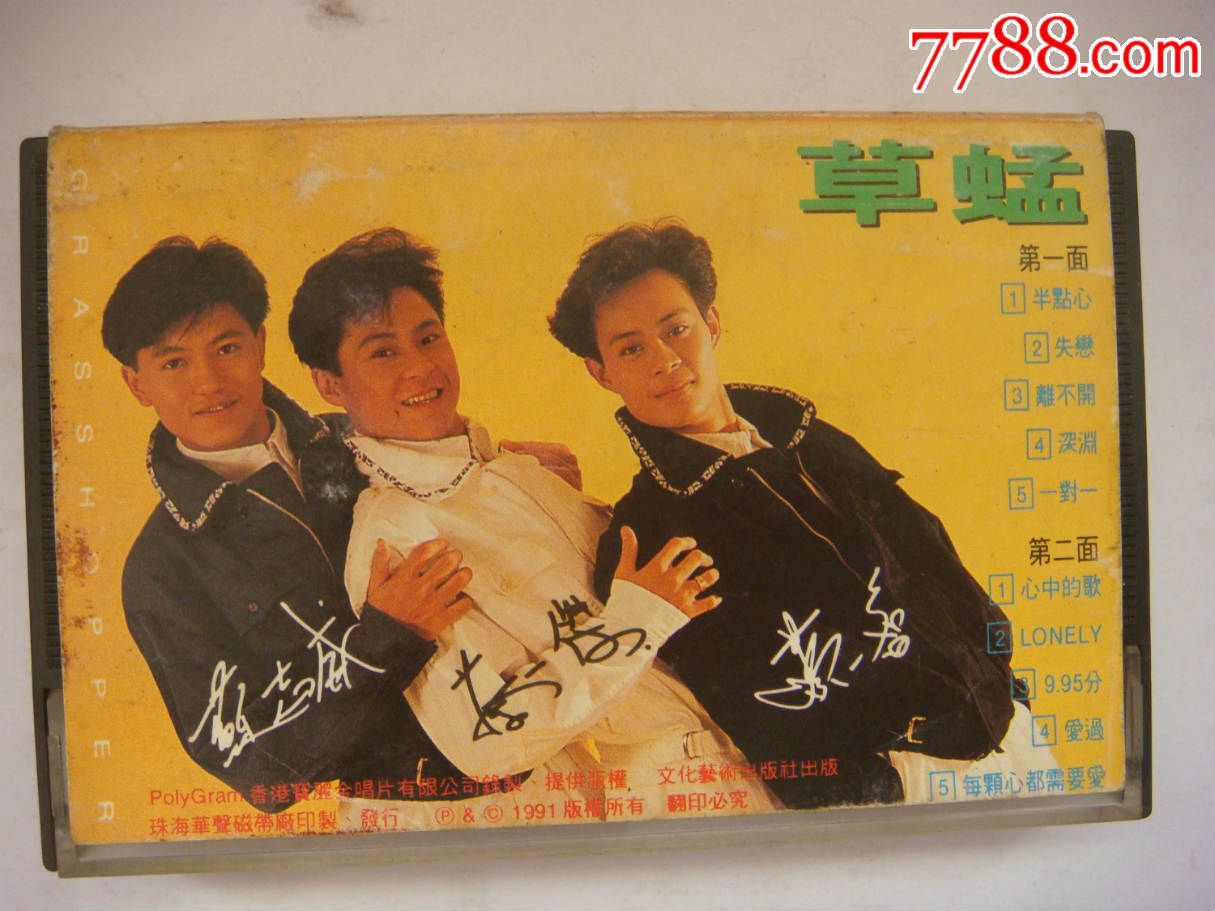 7788.com
草蜢
GRASSHOPPER
第一面
1 半點心
2 失戀
3 離不開
4 深淵
5 一對一
第二面
1 心中的歌
2 LONELY
3 9.95分
4 愛過
5 每顆心都需要愛
蔡一智
PolyGram 香港寶麗金唱片有限公司錄製、提供版權 文化藝術出版社出版
珠海華聲磁帶廠印製、發行 Ⓟ & © 1991 版權所有 翻印必究